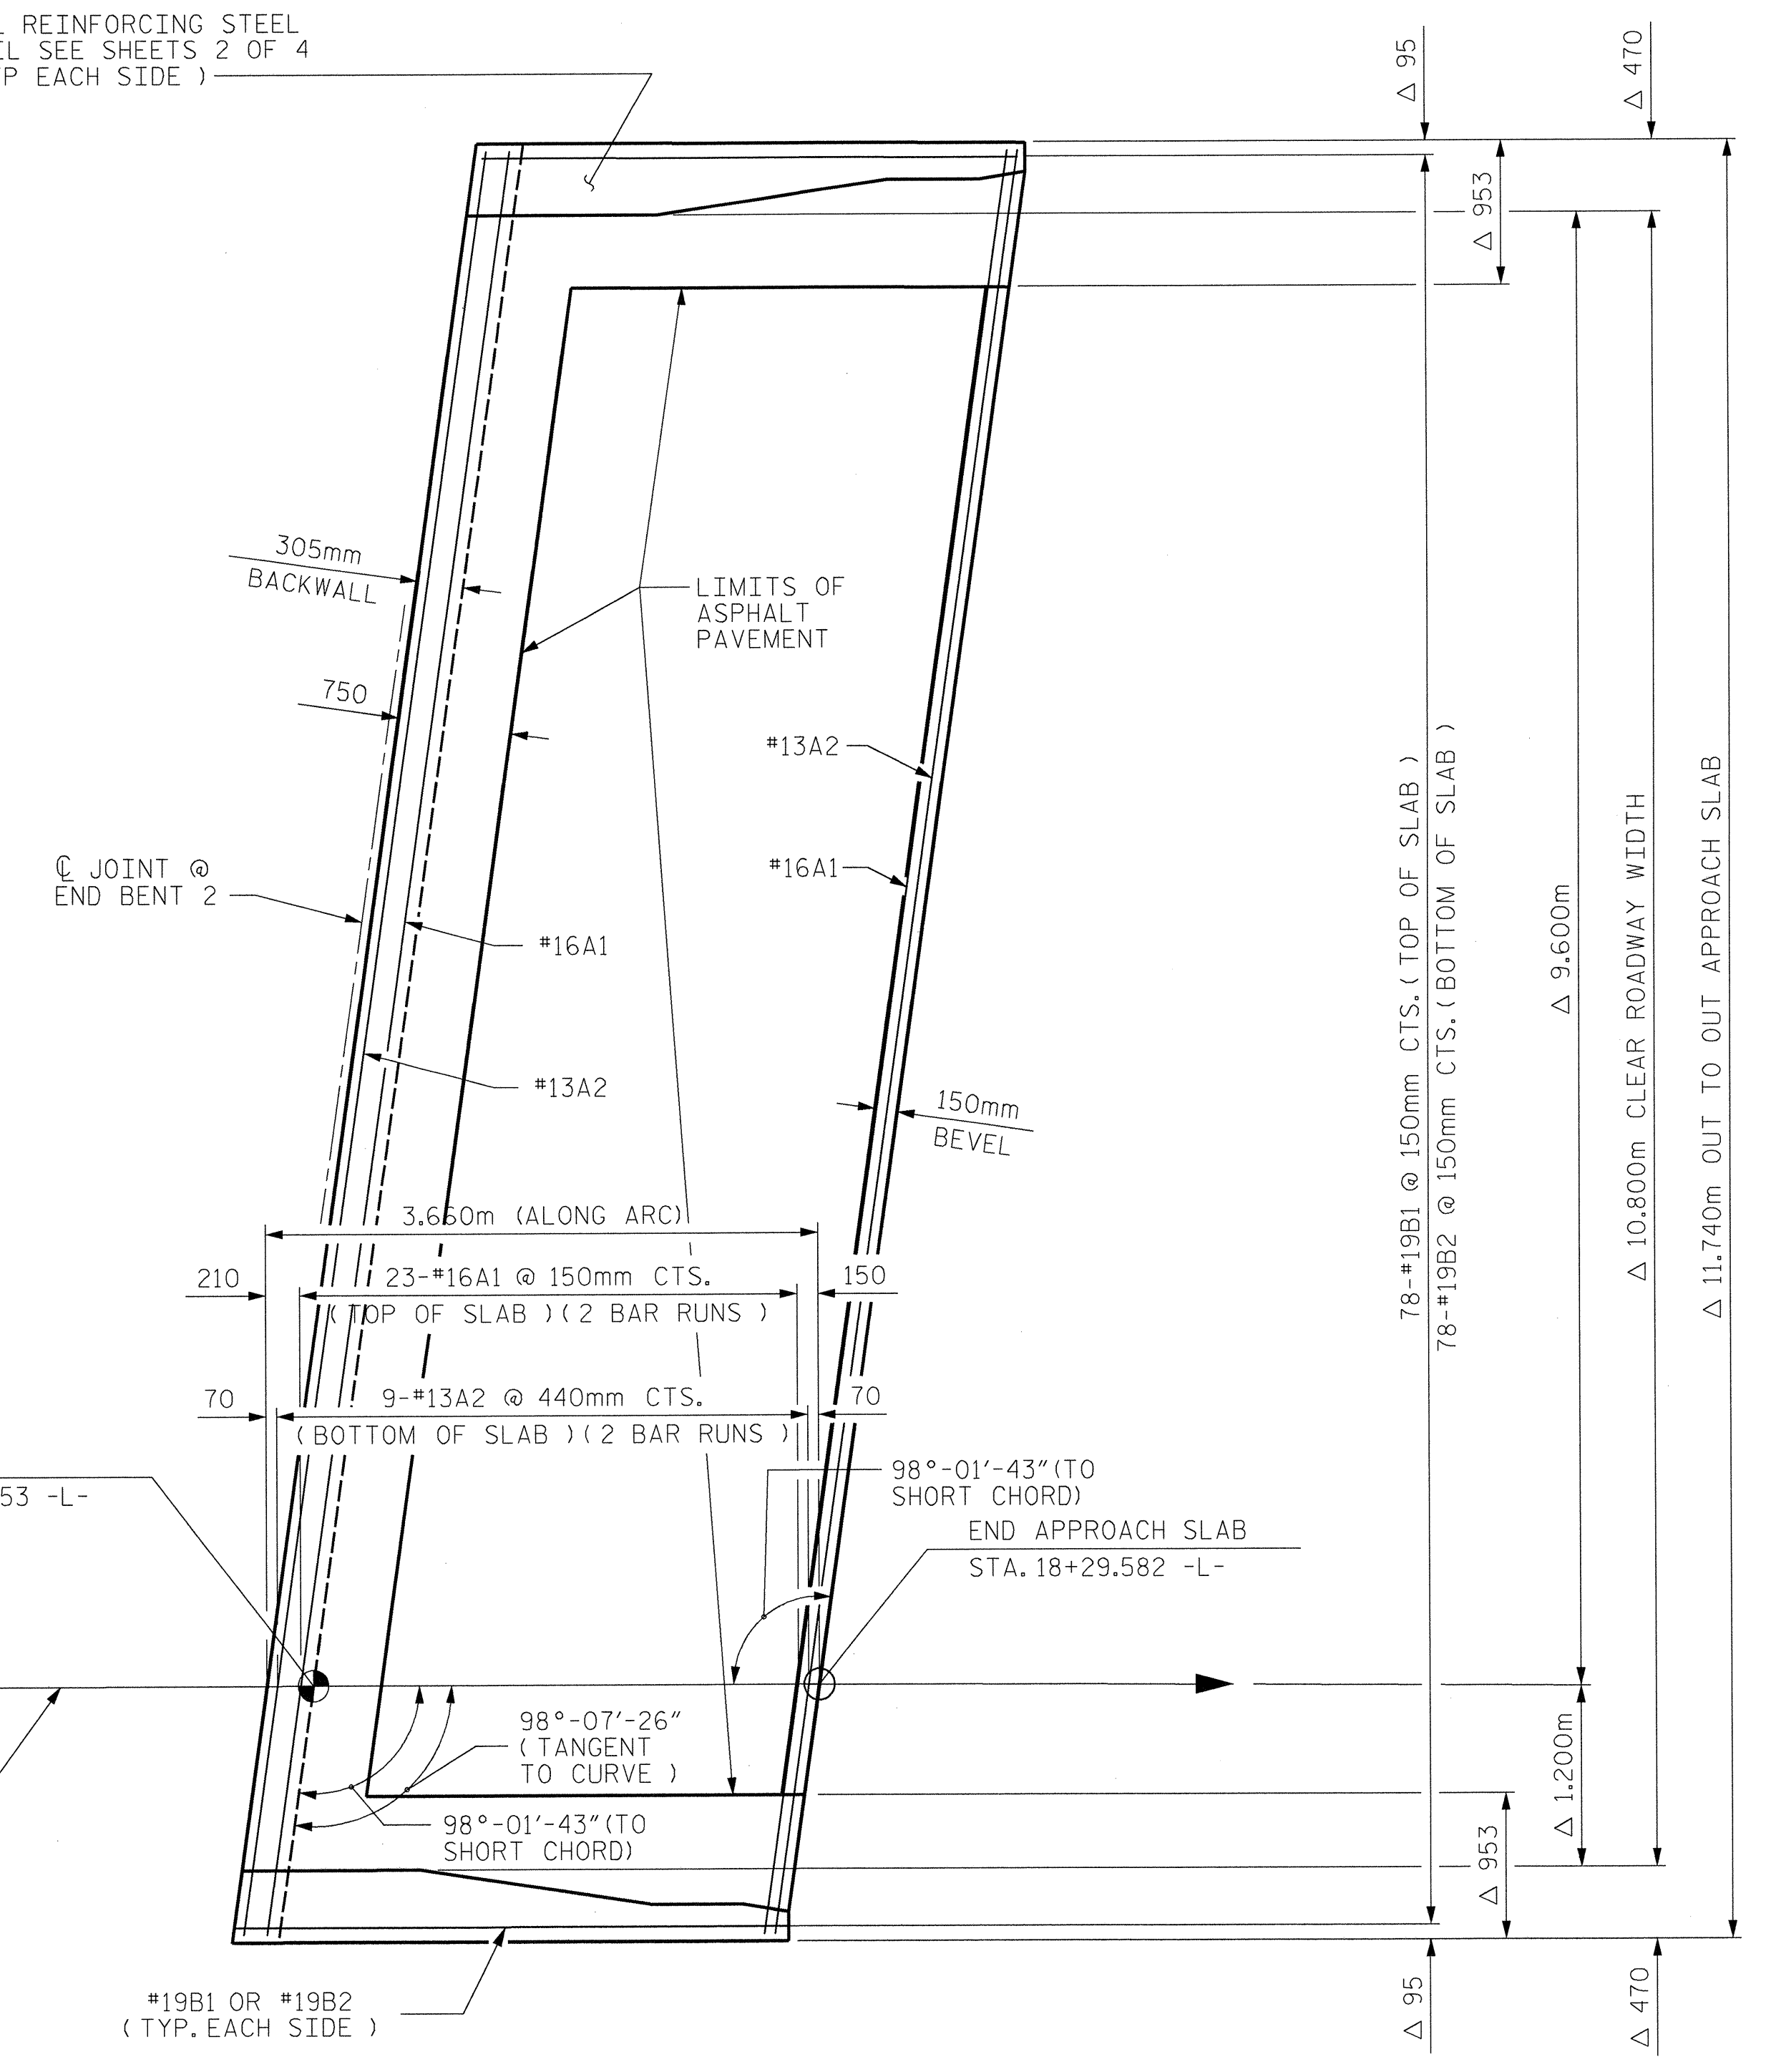 REINFORCING STEEL
SEE SHEETS 2 OF 4
EACH SIDE )
△ 95
△ 470
△ 953
305mm
BACKWALL
LIMITS OF
ASPHALT
PAVEMENT
750
#13A2
#16A1
℄ JOINT @
END BENT 2
#16A1
#13A2
150mm
BEVEL
78-#19B1 @ 150mm CTS. ( TOP OF SLAB )
78-#19B2 @ 150mm CTS. ( BOTTOM OF SLAB )
△ 9.600m
△ 10.800m CLEAR ROADWAY WIDTH
△ 11.740m OUT TO OUT APPROACH SLAB
3.660m (ALONG ARC)
210
23-#16A1 @ 150mm CTS.
150
( TOP OF SLAB ) ( 2 BAR RUNS )
70
9-#13A2 @ 440mm CTS.
70
( BOTTOM OF SLAB ) ( 2 BAR RUNS )
98°-01'-43" (TO
SHORT CHORD)
53 -L-
END APPROACH SLAB
STA. 18+29.582 -L-
98°-07'-26"
( TANGENT
TO CURVE )
98°-01'-43" (TO
SHORT CHORD)
△ 1.200m
△ 953
#19B1 OR #19B2
( TYP. EACH SIDE )
△ 95
△ 470